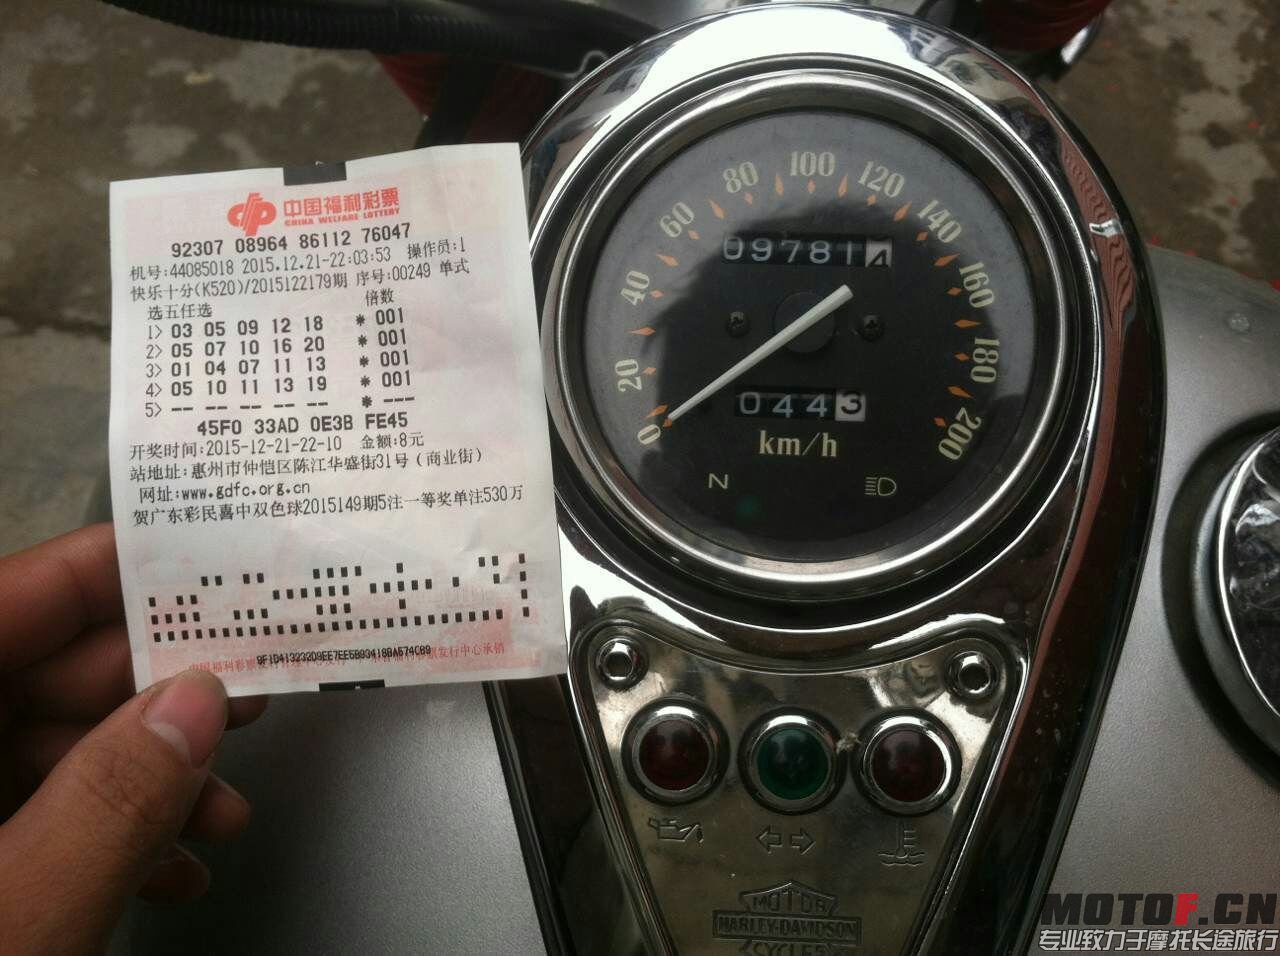 中国福利彩票
CHINA WELFARE LOTTERY
92307 08964 86112 76047
机号:44085018 2015.12.21-22:03:53 操作员:1
快乐十分(K520)/2015122179期 序号:00249 单式
选五任选 倍数
1> 03 05 09 12 18 * 001
2> 05 07 10 16 20 * 001
3> 01 04 07 11 13 * 001
4> 05 10 11 13 19 * 001
5> -- -- -- -- -- * ---
45F0 33AD 0E3B FE45
开奖时间:2015-12-21-22-10 金额:8元
站地址:惠州市仲恺区陈江华盛街31号(商业街)
网址:www.gdfc.org.cn
贺广东彩民喜中双色球2015149期5注一等奖单注530万
0 20 40 60 80 100 120 140 160 180 200
09781
0443
km/h
N
MOTOR
HARLEY-DAVIDSON
CYCLES
MOTOF.CN
专业致力于摩托长途旅行